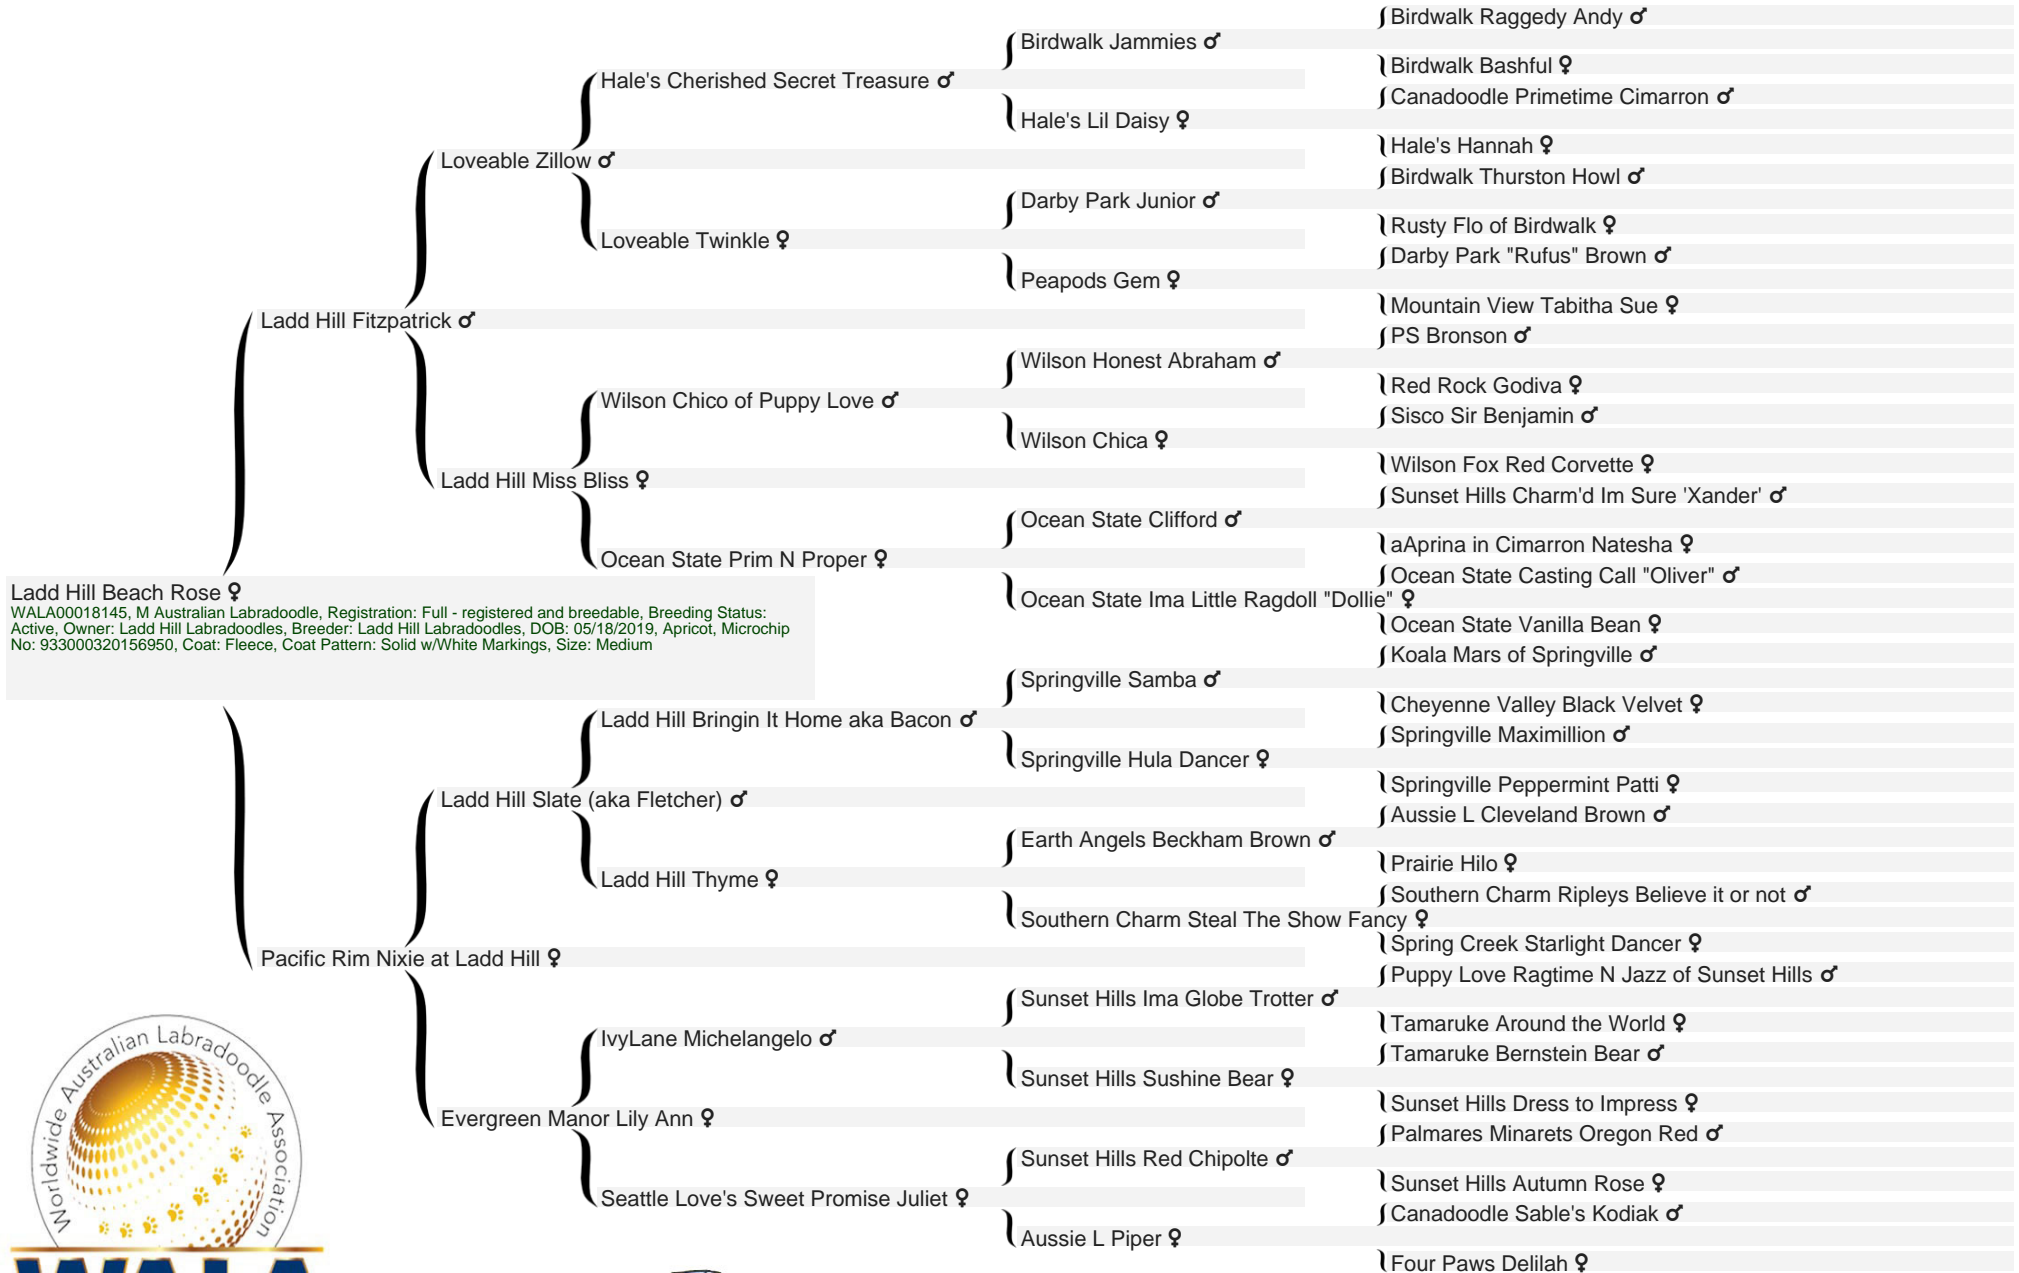 Birdwalk Raggedy Andy ♂
Birdwalk Jammies ♂
Birdwalk Bashful ♀
Hale's Cherished Secret Treasure ♂
Canadoodle Primetime Cimarron ♂
Hale's Lil Daisy ♀
Hale's Hannah ♀
Loveable Zillow ♂
Birdwalk Thurston Howl ♂
Darby Park Junior ♂
Rusty Flo of Birdwalk ♀
Loveable Twinkle ♀
Darby Park "Rufus" Brown ♂
Peapods Gem ♀
Mountain View Tabitha Sue ♀
Ladd Hill Fitzpatrick ♂
PS Bronson ♂
Wilson Honest Abraham ♂
Red Rock Godiva ♀
Wilson Chico of Puppy Love ♂
Sisco Sir Benjamin ♂
Wilson Chica ♀
Wilson Fox Red Corvette ♀
Ladd Hill Miss Bliss ♀
Sunset Hills Charm'd Im Sure 'Xander' ♂
Ocean State Clifford ♂
aAprina in Cimarron Natesha ♀
Ocean State Prim N Proper ♀
Ocean State Casting Call "Oliver" ♂
Ocean State Ima Little Ragdoll "Dollie" ♀
Ocean State Vanilla Bean ♀
Ladd Hill Beach Rose ♀
WALA00018145, M Australian Labradoodle, Registration: Full - registered and breedable, Breeding Status:
Active, Owner: Ladd Hill Labradoodles, Breeder: Ladd Hill Labradoodles, DOB: 05/18/2019, Apricot, Microchip
No: 933000320156950, Coat: Fleece, Coat Pattern: Solid w/White Markings, Size: Medium
Koala Mars of Springville ♂
Springville Samba ♂
Cheyenne Valley Black Velvet ♀
Ladd Hill Bringin It Home aka Bacon ♂
Springville Maximillion ♂
Springville Hula Dancer ♀
Springville Peppermint Patti ♀
Ladd Hill Slate (aka Fletcher) ♂
Aussie L Cleveland Brown ♂
Earth Angels Beckham Brown ♂
Prairie Hilo ♀
Ladd Hill Thyme ♀
Southern Charm Ripleys Believe it or not ♂
Southern Charm Steal The Show Fancy ♀
Spring Creek Starlight Dancer ♀
Pacific Rim Nixie at Ladd Hill ♀
Puppy Love Ragtime N Jazz of Sunset Hills ♂
Sunset Hills Ima Globe Trotter ♂
Tamaruke Around the World ♀
IvyLane Michelangelo ♂
Tamaruke Bernstein Bear ♂
Sunset Hills Sushine Bear ♀
Sunset Hills Dress to Impress ♀
Evergreen Manor Lily Ann ♀
Palmares Minarets Oregon Red ♂
Sunset Hills Red Chipolte ♂
Sunset Hills Autumn Rose ♀
Seattle Love's Sweet Promise Juliet ♀
Canadoodle Sable's Kodiak ♂
Aussie L Piper ♀
Four Paws Delilah ♀
Worldwide Australian Labradoodle Association
WALA